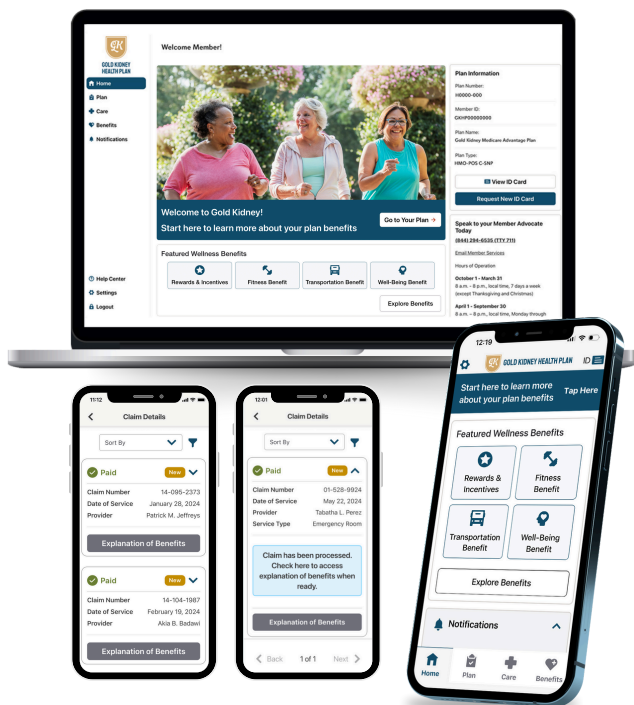 GK
GOLD KIDNEY
HEALTH PLAN
Home
Plan
Care
Benefits
Notifications
Help Center
Settings
Logout
Welcome Member!
Welcome to Gold Kidney!
Start here to learn more about your plan benefits
Go to Your Plan →
Featured Wellness Benefits
Rewards & Incentives
Fitness Benefit
Transportation Benefit
Well-Being Benefit
Explore Benefits
Plan Information
Plan Number:
H0000-000
Member ID:
GKHP00000000
Plan Name:
Gold Kidney Medicare Advantage Plan
Plan Type:
HMO-POS C-SNP
View ID Card
Request New ID Card
Speak to your Member Advocate
Today
(844) 294-6535 (TTY 711)
Email Member Services
Hours of Operation
October 1 - March 31
8 a.m. - 8 p.m., local time, 7 days a week
(except Thanksgiving and Christmas)
April 1 - September 30
8 a.m. - 8 p.m., local time, Monday through
11:12
Claim Details
Sort By
Paid
New
Claim Number 14-095-2373
Date of Service January 28, 2024
Provider Patrick M. Jeffreys
Explanation of Benefits
Paid
New
Claim Number 14-104-1967
Date of Service February 19, 2024
Provider Akia B. Badawi
Explanation of Benefits
12:01
Claim Details
Sort By
Paid
New
Claim Number 01-528-9924
Date of Service May 22, 2024
Provider Tabatha L. Perez
Service Type Emergency Room
Claim has been processed.
Check here to access
explanation of benefits when
ready.
Explanation of Benefits
Back 1 of 1 Next
12:19
GK GOLD KIDNEY HEALTH PLAN ID
Start here to learn more
about your plan benefits
Tap Here
Featured Wellness Benefits
Rewards &
Incentives
Fitness
Benefit
Transportation
Benefit
Well-Being
Benefit
Explore Benefits
Notifications
Home
Plan
Care
Benefits